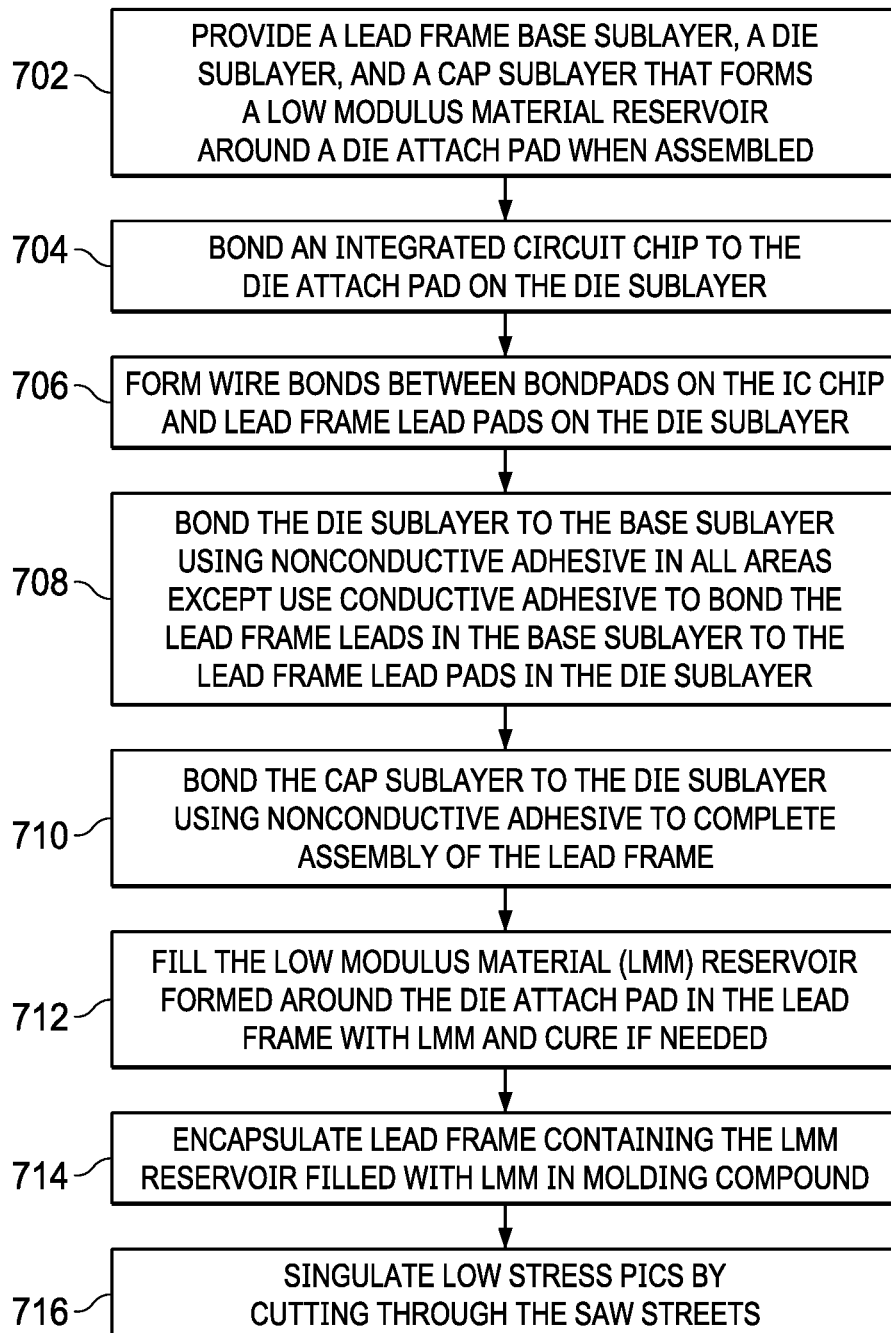 702
PROVIDE A LEAD FRAME BASE SUBLAYER, A DIE
SUBLAYER, AND A CAP SUBLAYER THAT FORMS
A LOW MODULUS MATERIAL RESERVOIR
AROUND A DIE ATTACH PAD WHEN ASSEMBLED
704
BOND AN INTEGRATED CIRCUIT CHIP TO THE
DIE ATTACH PAD ON THE DIE SUBLAYER
706
FORM WIRE BONDS BETWEEN BONDPADS ON THE IC CHIP
AND LEAD FRAME LEAD PADS ON THE DIE SUBLAYER
708
BOND THE DIE SUBLAYER TO THE BASE SUBLAYER
USING NONCONDUCTIVE ADHESIVE IN ALL AREAS
EXCEPT USE CONDUCTIVE ADHESIVE TO BOND THE
LEAD FRAME LEADS IN THE BASE SUBLAYER TO THE
LEAD FRAME LEAD PADS IN THE DIE SUBLAYER
710
BOND THE CAP SUBLAYER TO THE DIE SUBLAYER
USING NONCONDUCTIVE ADHESIVE TO COMPLETE
ASSEMBLY OF THE LEAD FRAME
712
FILL THE LOW MODULUS MATERIAL (LMM) RESERVOIR
FORMED AROUND THE DIE ATTACH PAD IN THE LEAD
FRAME WITH LMM AND CURE IF NEEDED
714
ENCAPSULATE LEAD FRAME CONTAINING THE LMM
RESERVOIR FILLED WITH LMM IN MOLDING COMPOUND
716
SINGULATE LOW STRESS PICS BY
CUTTING THROUGH THE SAW STREETS